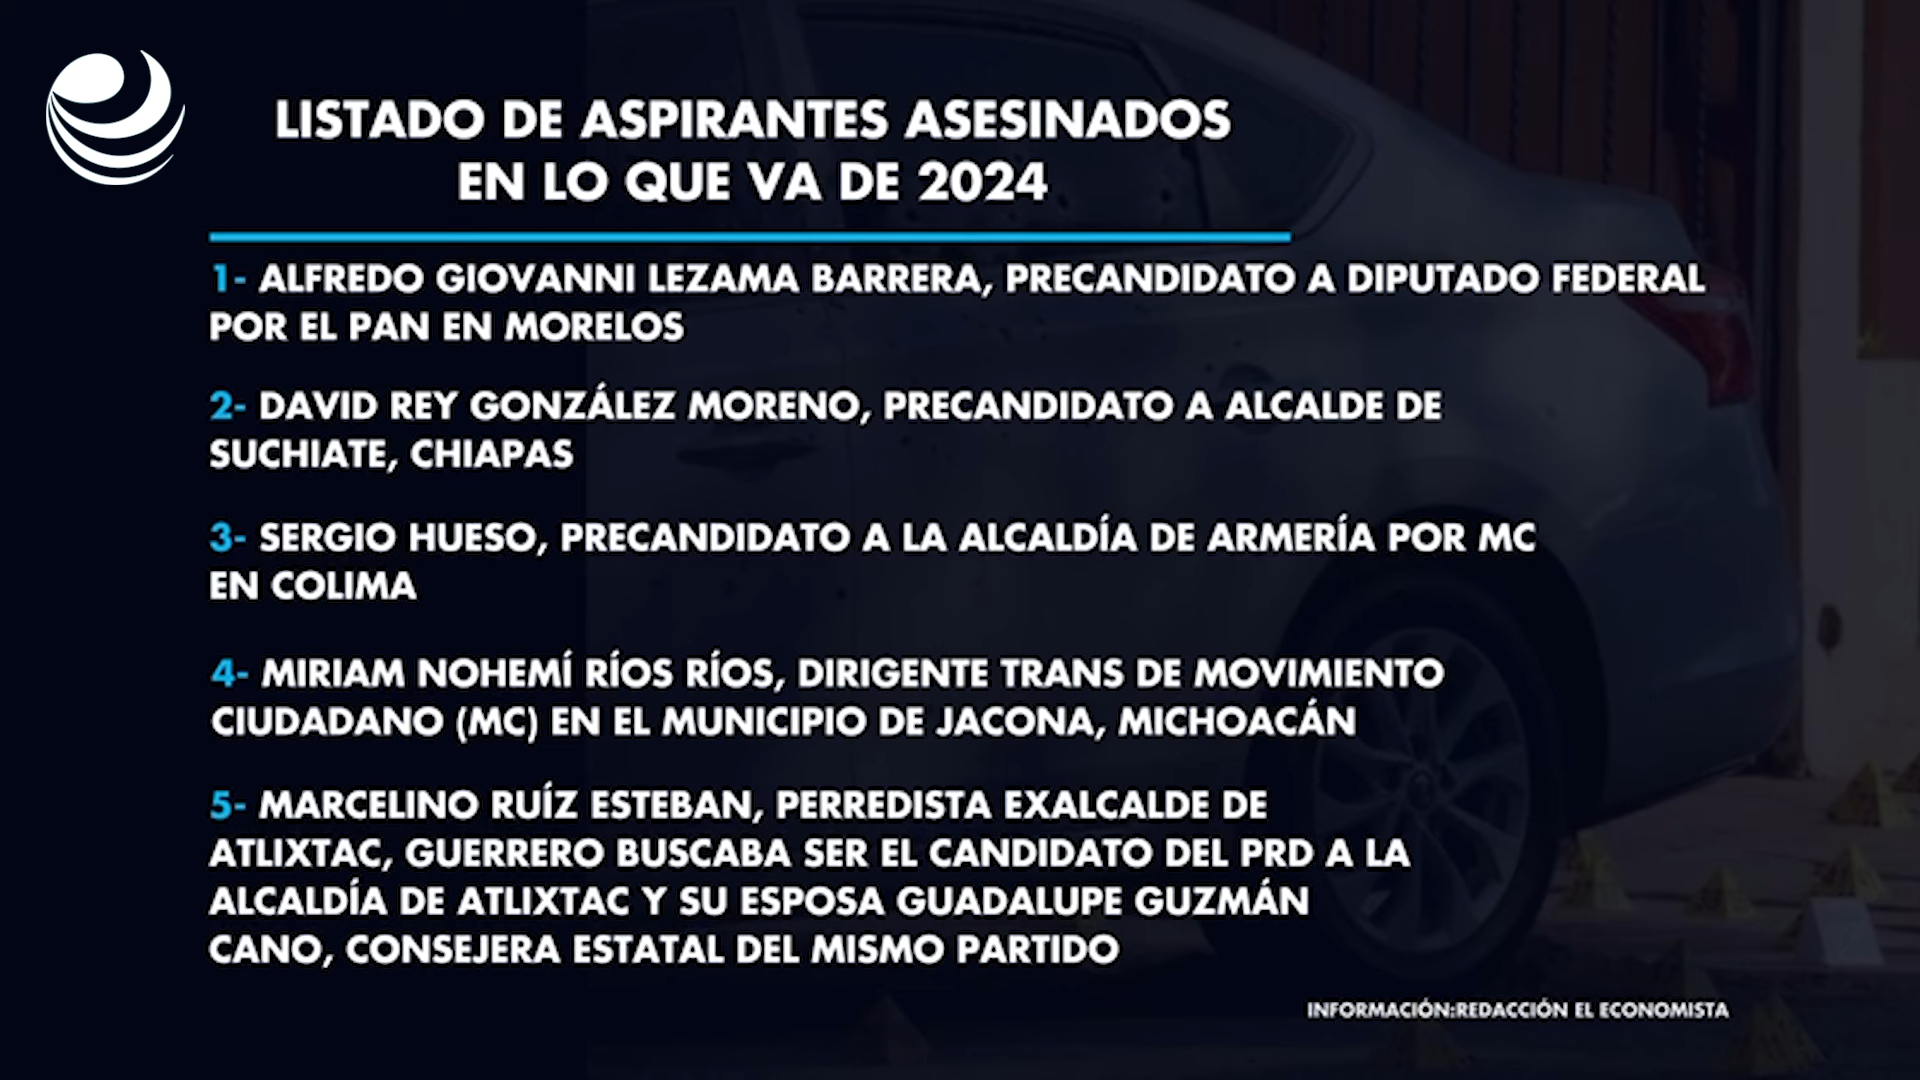 LISTADO DE ASPIRANTES ASESINADOS
EN LO QUE VA DE 2024
1- ALFREDO GIOVANNI LEZAMA BARRERA, PRECANDIDATO A DIPUTADO FEDERAL
POR EL PAN EN MORELOS
2- DAVID REY GONZÁLEZ MORENO, PRECANDIDATO A ALCALDE DE
SUCHIATE, CHIAPAS
3- SERGIO HUESO, PRECANDIDATO A LA ALCALDÍA DE ARMERÍA POR MC
EN COLIMA
4- MIRIAM NOHEMÍ RÍOS RÍOS, DIRIGENTE TRANS DE MOVIMIENTO
CIUDADANO (MC) EN EL MUNICIPIO DE JACONA, MICHOACÁN
5- MARCELINO RUÍZ ESTEBAN, PERREDISTA EXALCALDE DE
ATLIXTAC, GUERRERO BUSCABA SER EL CANDIDATO DEL PRD A LA
ALCALDÍA DE ATLIXTAC Y SU ESPOSA GUADALUPE GUZMÁN
CANO, CONSEJERA ESTATAL DEL MISMO PARTIDO
INFORMACIÓN:REDACCIÓN EL ECONOMISTA